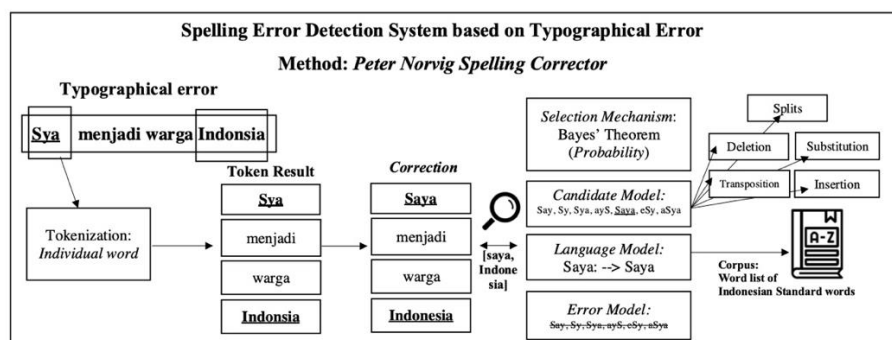 Spelling Error Detection System based on Typographical Error
Method: Peter Norvig Spelling Corrector
Typographical error
Sya menjadi warga Indonsia
Tokenization:
Individual word
Token Result
Sya
menjadi
warga
Indonsia
Correction
Saya
menjadi
warga
Indonesia
[saya,
Indone
sia]
Selection Mechanism:
Bayes' Theorem
(Probability)
Candidate Model:
Say, Sy, Sya, ayS, Saya, eSy, aSya
Language Model:
Saya: --> Saya
Error Model:
Say, Sy, Sya, ayS, eSy, aSya
Splits
Deletion
Substitution
Transposition
Insertion
A-Z
Corpus:
Word list of
Indonesian Standard words